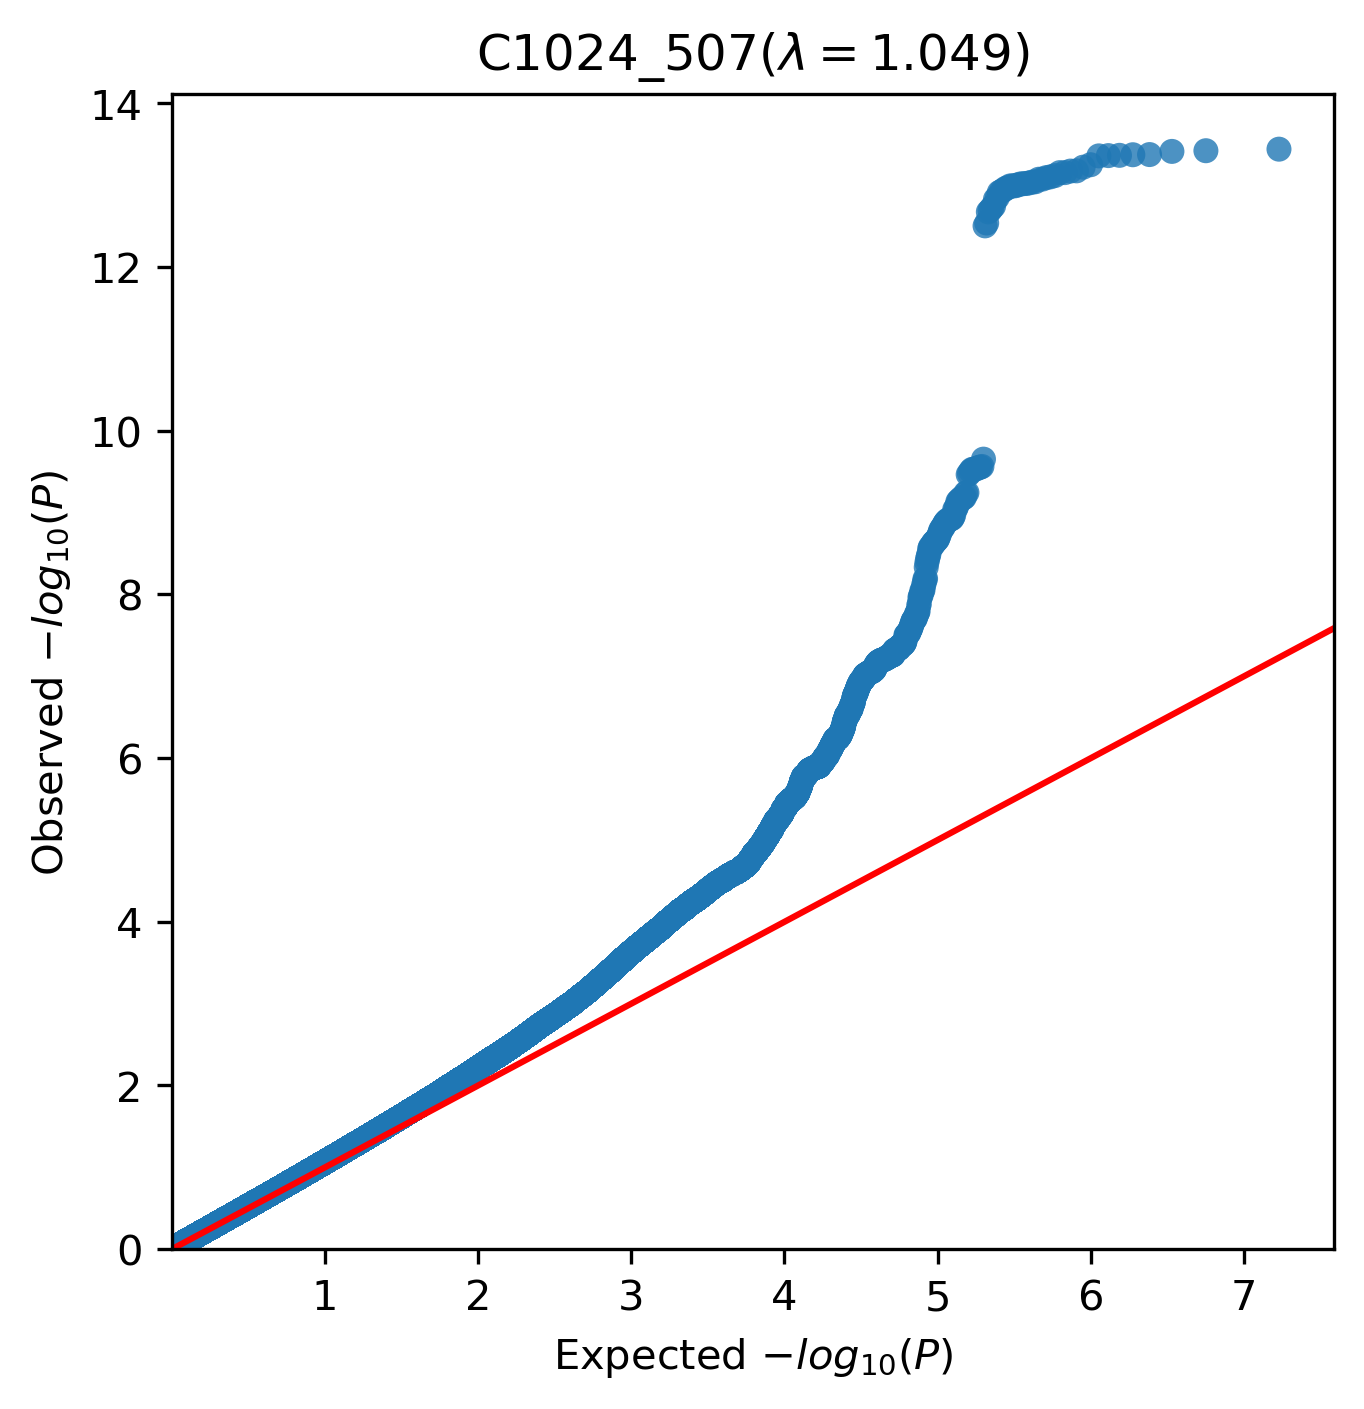 C1024_507(λ = 1.049)
14
12
10
8
6
4
2
0
Observed −log₁₀(P)
1 2 3 4 5 6 7
Expected −log₁₀(P)